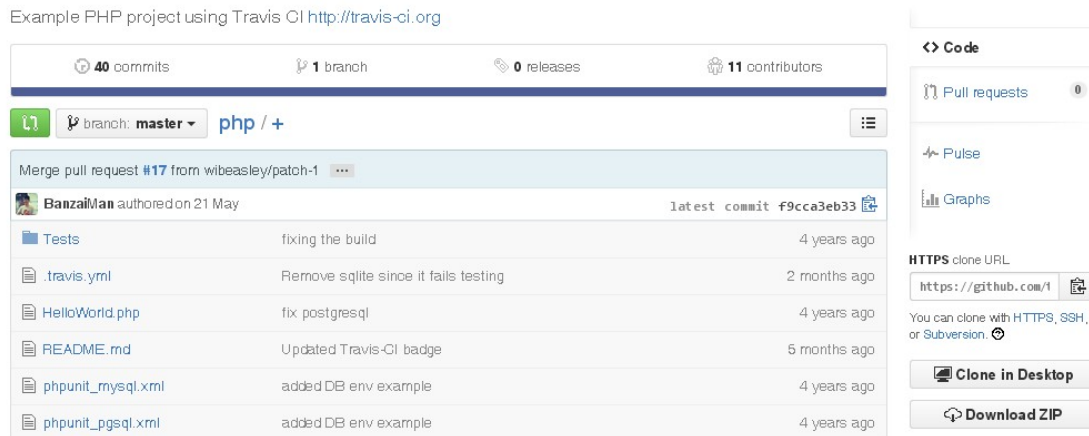 Example PHP project using Travis CI http://travis-ci.org
40 commits 1 branch 0 releases 11 contributors
branch: master php / +
Merge pull request #17 from wibeasley/patch-1 ...
BanzaiMan authored on 21 May latest commit f9cca3eb33
Tests fixing the build 4 years ago
.travis.yml Remove sqlite since it fails testing 2 months ago
HelloWorld.php fix postgresql 4 years ago
README.md Updated Travis-CI badge 5 months ago
phpunit_mysql.xml added DB env example 4 years ago
phpunit_pgsql.xml added DB env example 4 years ago
<> Code
Pull requests 0
Pulse
Graphs
HTTPS clone URL
https://github.com/t
You can clone with HTTPS, SSH,
or Subversion.
Clone in Desktop
Download ZIP